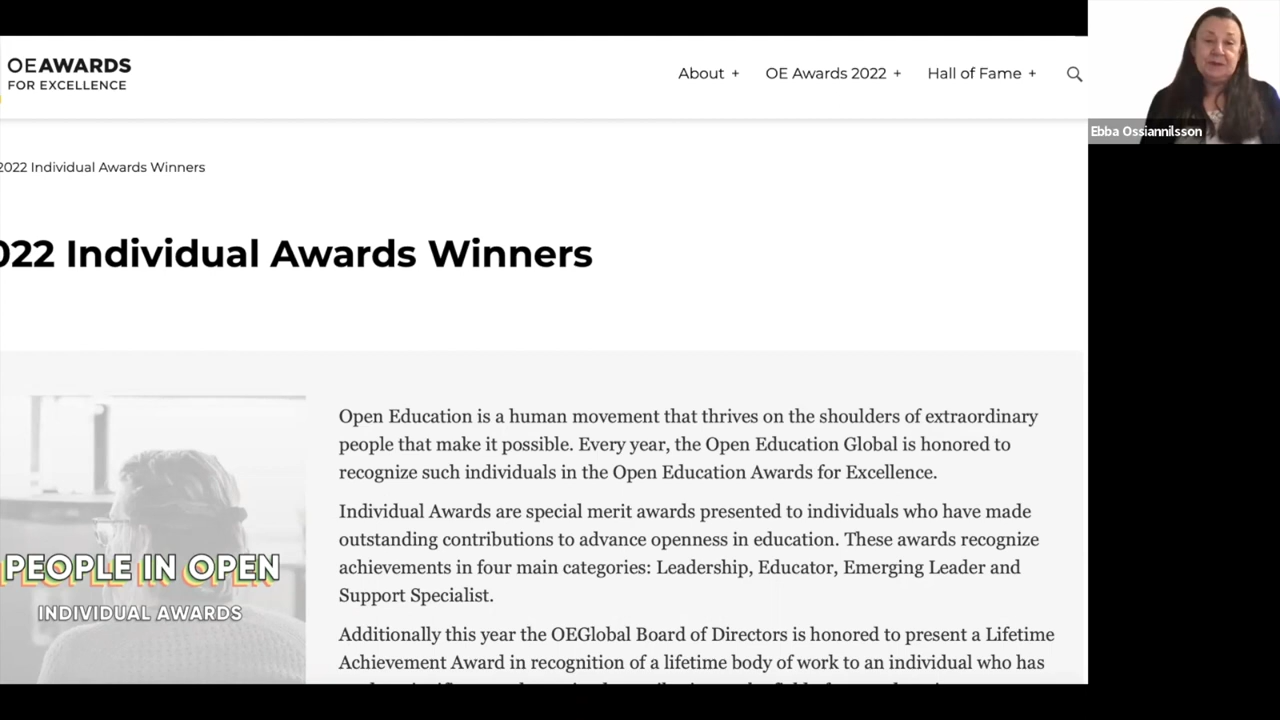 OEAWARDS
FOR EXCELLENCE
About +
OE Awards 2022 +
Hall of Fame +
Ebba Ossiannilsson
2022 Individual Awards Winners
022 Individual Awards Winners
PEOPLE IN OPEN
INDIVIDUAL AWARDS
Open Education is a human movement that thrives on the shoulders of extraordinary
people that make it possible. Every year, the Open Education Global is honored to
recognize such individuals in the Open Education Awards for Excellence.
Individual Awards are special merit awards presented to individuals who have made
outstanding contributions to advance openness in education. These awards recognize
achievements in four main categories: Leadership, Educator, Emerging Leader and
Support Specialist.
Additionally this year the OEGlobal Board of Directors is honored to present a Lifetime
Achievement Award in recognition of a lifetime body of work to an individual who has